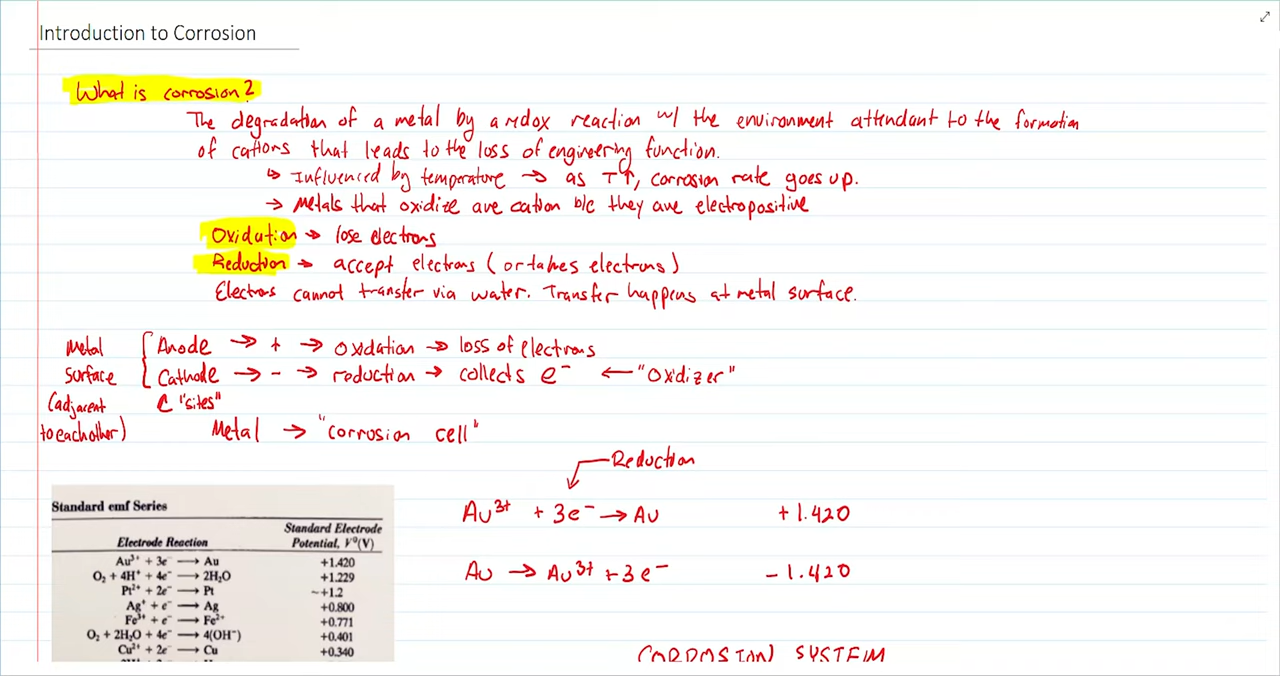 Introduction to Corrosion
What is corrosion?
The degradation of a metal by a redox reaction w/ the environment attendant to the formation
of cations that leads to the loss of engineering function.
↳ Influenced by temperature → as T↑, corrosion rate goes up.
→ Metals that oxidize are cation b/c they are electropositive
Oxidation → lose electrons
Reduction → accept electrons (or takes electrons)
Electrons cannot transfer via water. Transfer happens at metal surface.
Metal surface (adjacent to each other)
Anode → + → oxidation → loss of electrons
Cathode → - → reduction → collects e⁻ ← "Oxidizer"
"sites"
Metal → "corrosion cell"
Reduction
Au³⁺ + 3e⁻ → Au +1.420
Au → Au³⁺ + 3e⁻ -1.420
Standard emf Series
Electrode Reaction Standard Electrode Potential, V⁰(V)
Au³⁺ + 3e⁻ → Au +1.420
O₂ + 4H⁺ + 4e⁻ → 2H₂O +1.229
Pt²⁺ + 2e⁻ → Pt ~+1.2
Ag⁺ + e⁻ → Ag +0.800
Fe³⁺ + e⁻ → Fe²⁺ +0.771
O₂ + 2H₂O + 4e⁻ → 4(OH⁻) +0.401
Cu²⁺ + 2e⁻ → Cu +0.340
CORROSION SYSTEM